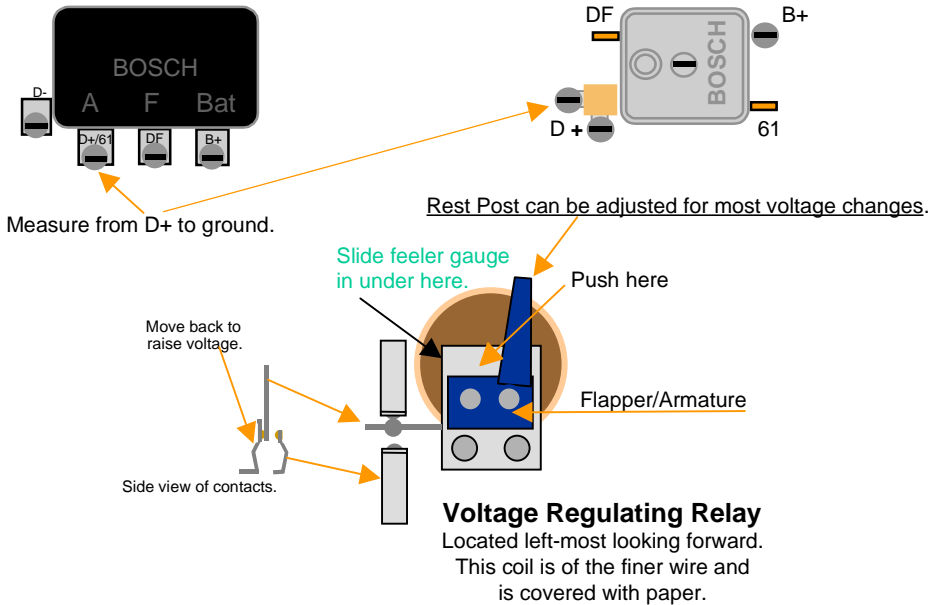 DF
B+
BOSCH
BOSCH
D-
A F Bat
D+/61 DF B+
D +
61
Measure from D+ to ground.
Rest Post can be adjusted for most voltage changes.
Slide feeler gauge
in under here.
Push here
Move back to
raise voltage.
Flapper/Armature
Side view of contacts.
Voltage Regulating Relay
Located left-most looking forward.
This coil is of the finer wire and
is covered with paper.